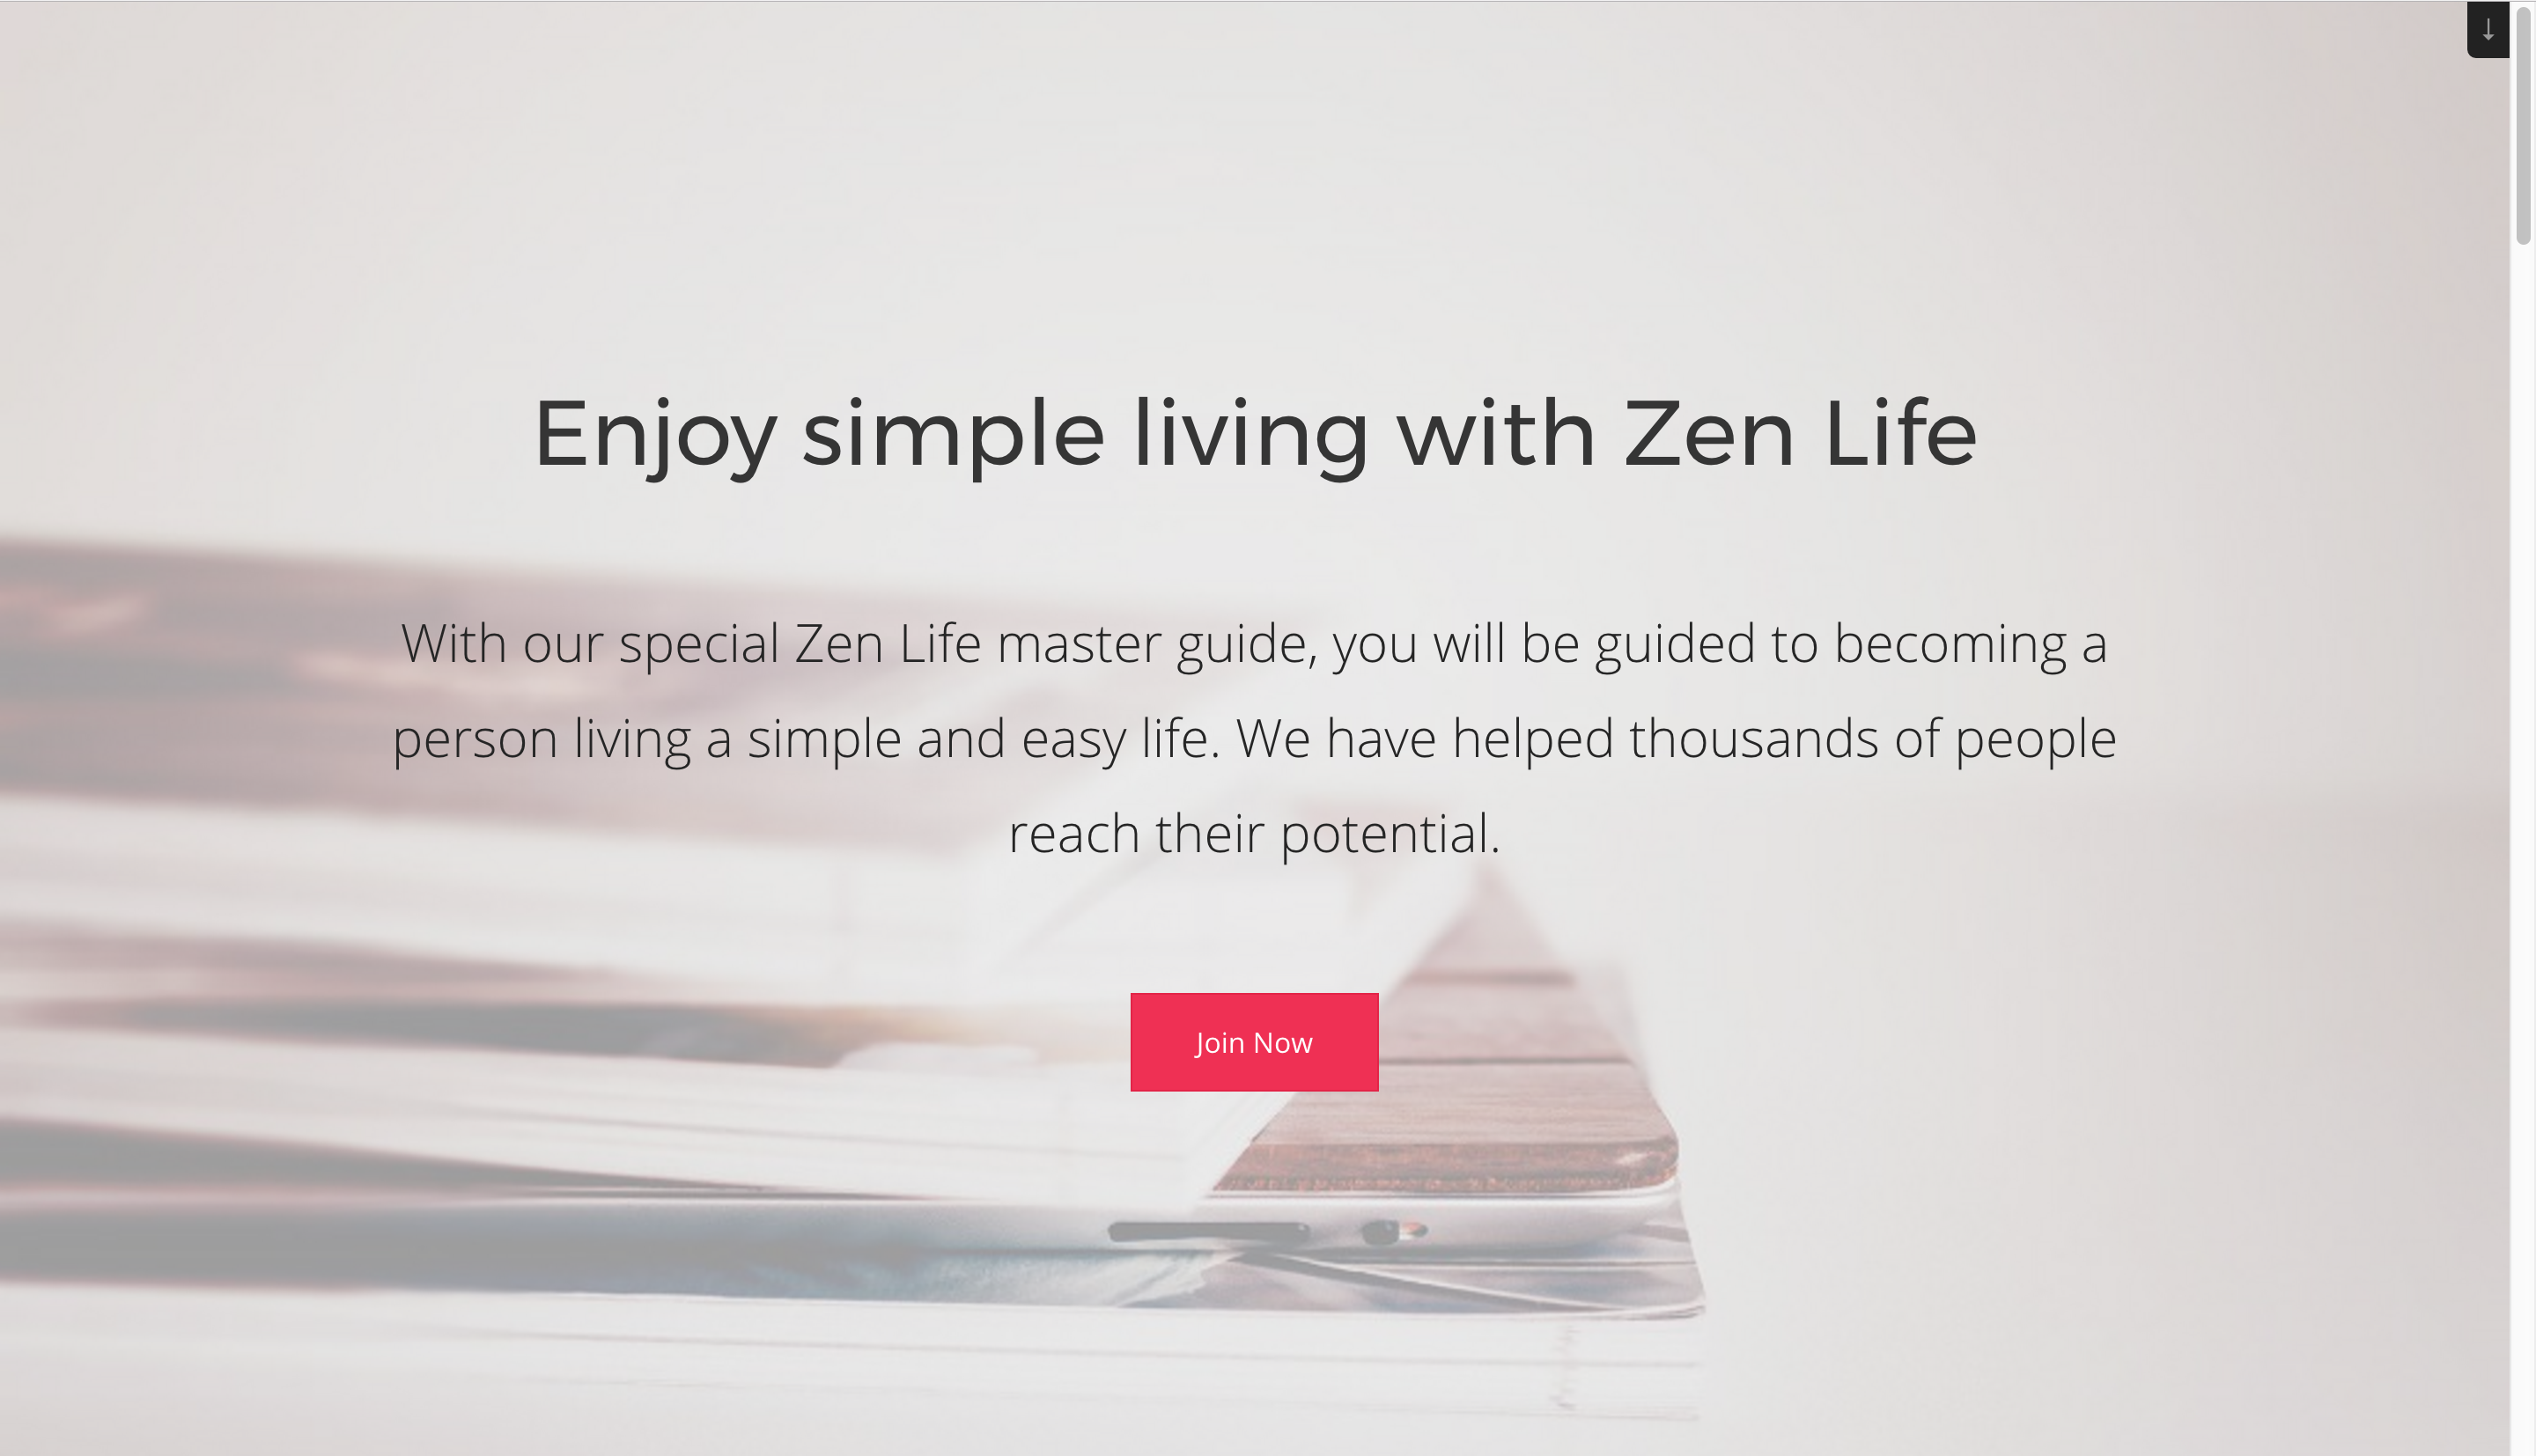 Enjoy simple living with Zen Life
With our special Zen Life master guide, you will be guided to becoming a
person living a simple and easy life. We have helped thousands of people
reach their potential.
Join Now